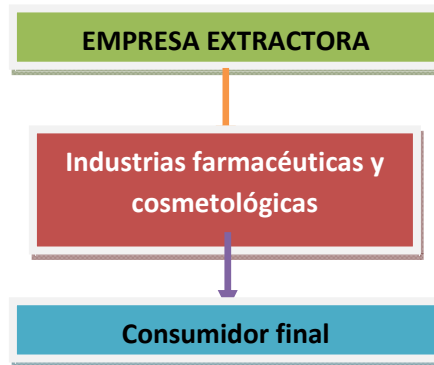 EMPRESA EXTRACTORA
Industrias farmacéuticas y
cosmetológicas
Consumidor final